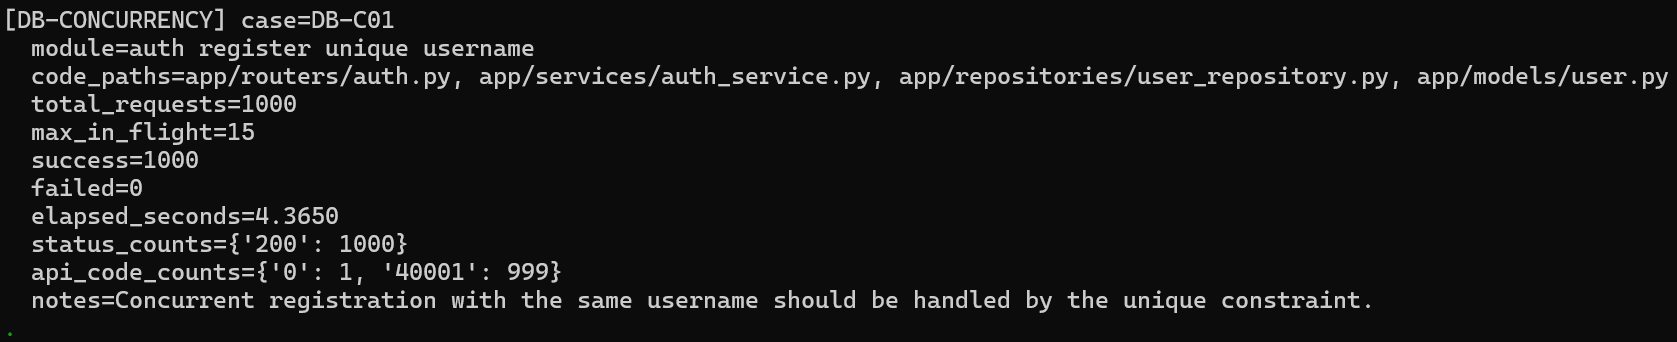 [DB-CONCURRENCY] case=DB-C01
  module=auth register unique username
  code_paths=app/routers/auth.py, app/services/auth_service.py, app/repositories/user_repository.py, app/models/user.py
  total_requests=1000
  max_in_flight=15
  success=1000
  failed=0
  elapsed_seconds=4.3650
  status_counts={'200': 1000}
  api_code_counts={'0': 1, '40001': 999}
  notes=Concurrent registration with the same username should be handled by the unique constraint.
.